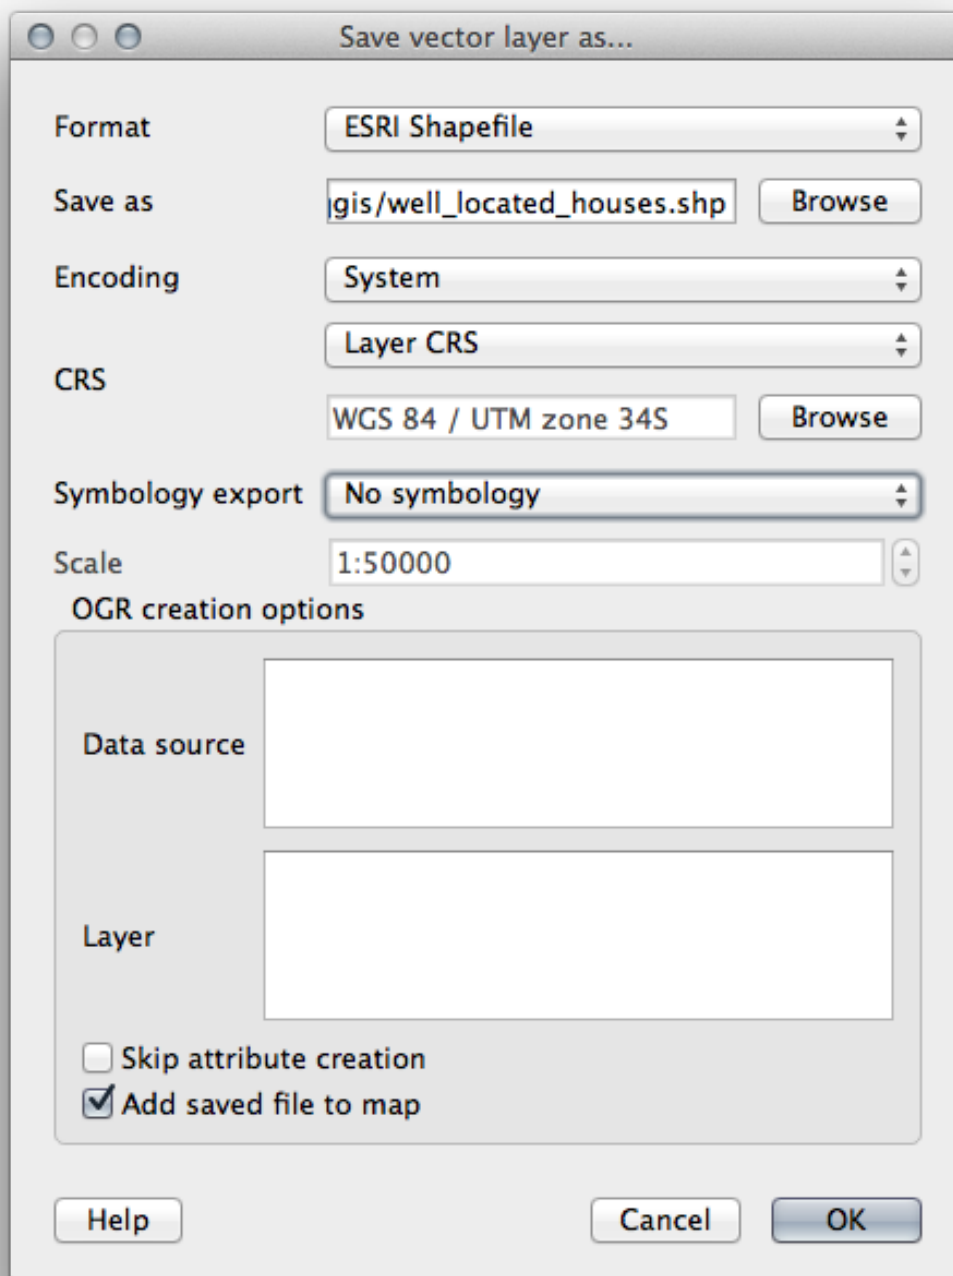 Save vector layer as...
Format ESRI Shapefile
Save as gis/well_located_houses.shp Browse
Encoding System
Layer CRS
CRS
WGS 84 / UTM zone 34S Browse
Symbology export No symbology
Scale 1:50000
OGR creation options
Data source
Layer
Skip attribute creation
Add saved file to map
Help Cancel OK